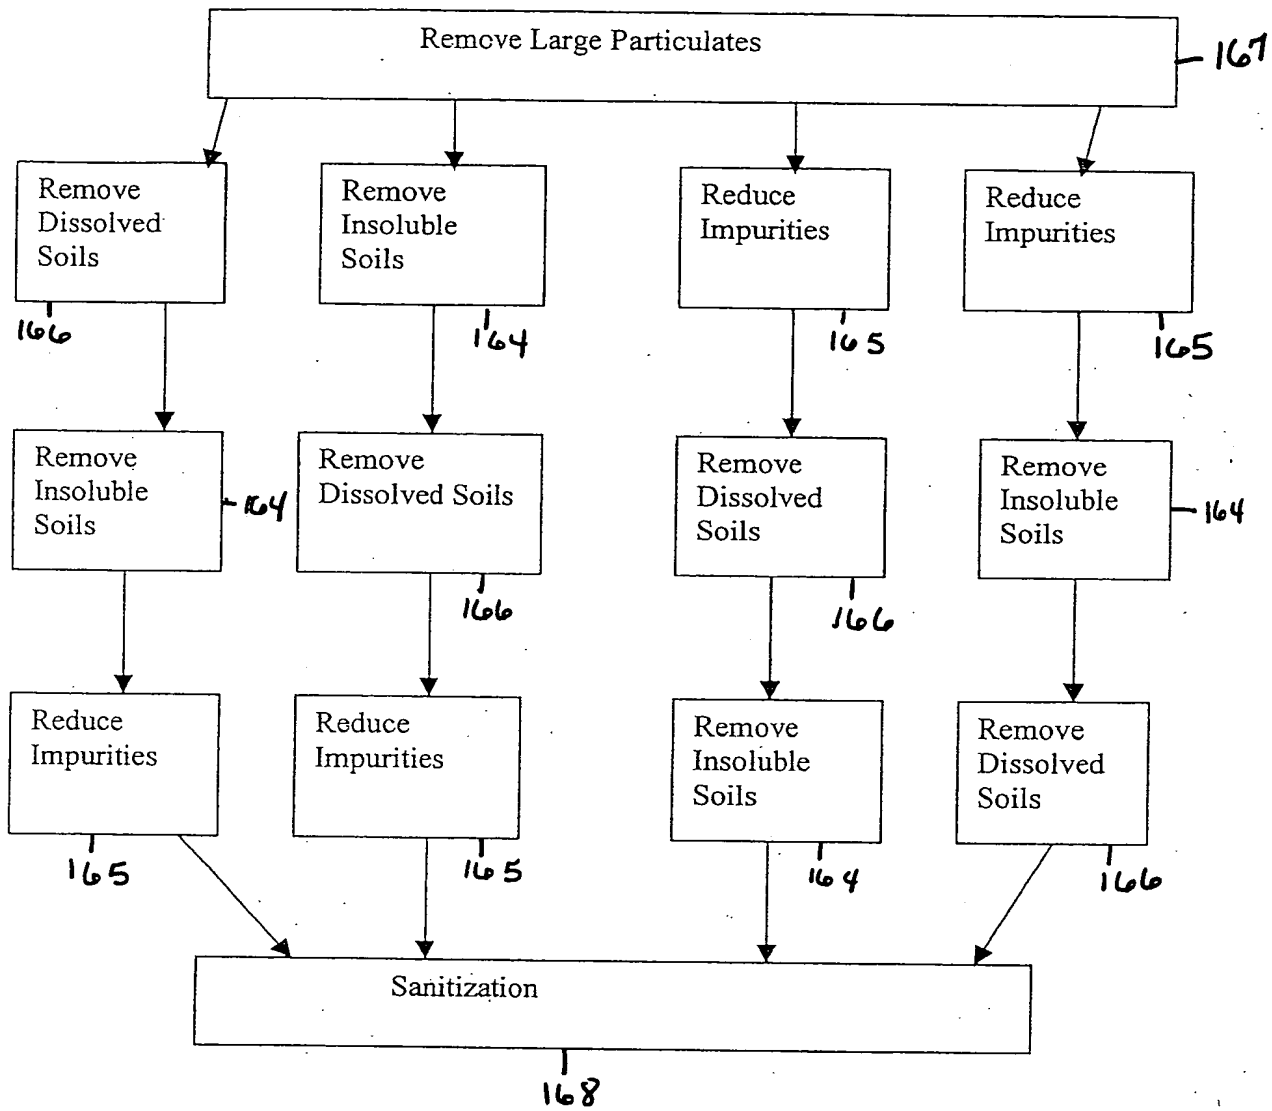 Remove Large Particulates
167
Remove
Dissolved
Soils
166
Remove
Insoluble
Soils
164
Reduce
Impurities
165
Reduce
Impurities
165
Remove
Insoluble
Soils
164
Remove
Dissolved Soils
166
Remove
Dissolved
Soils
166
Remove
Insoluble
Soils
164
Reduce
Impurities
165
Reduce
Impurities
165
Remove
Insoluble
Soils
164
Remove
Dissolved
Soils
166
Sanitization
168